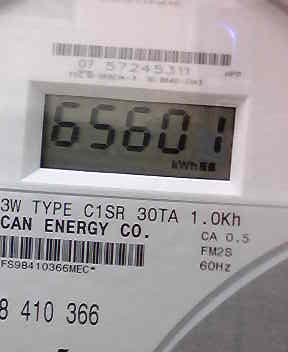 07 57245311
65601
kWh
3W TYPE C1SR 30TA 1.0Kh
CAN ENERGY CO.
CA 0.5
FM2S
60Hz
FS98410366MEC
8 410 366